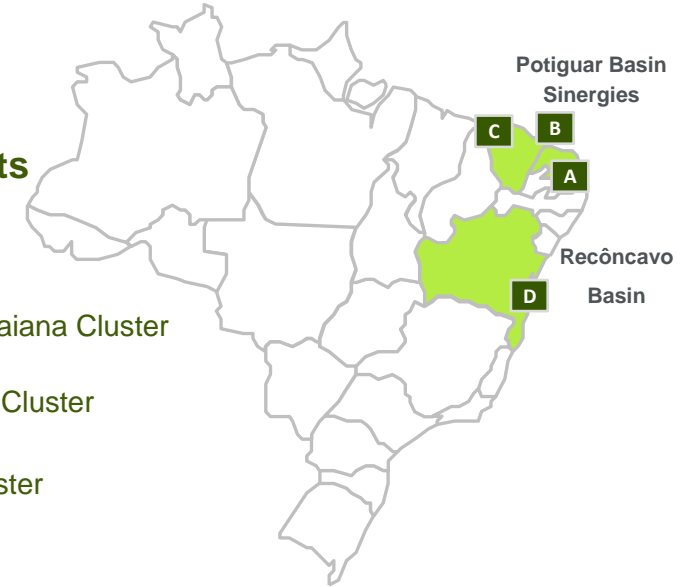 Potiguar Basin
Sinergies
C
B
A
ts
Recôncavo
D
Basin
aiana Cluster
Cluster
ster